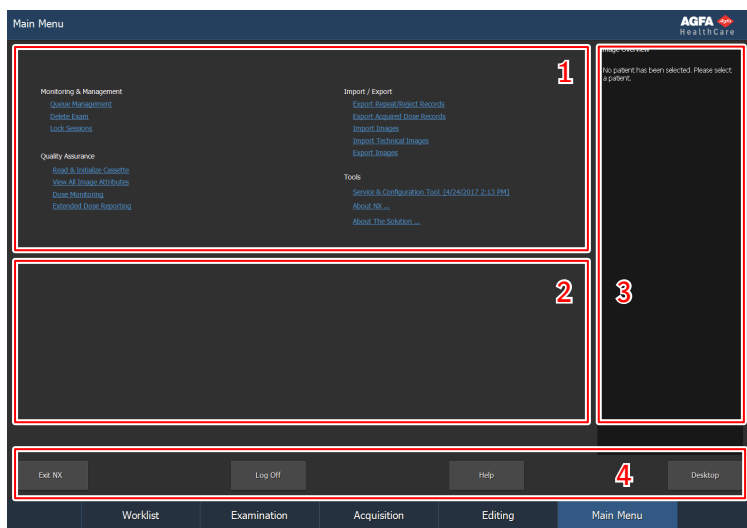 Main Menu
AGFA
HealthCare
1
Monitoring & Management
Queue Management
Delete Exam
Lock Sessions
Quality Assurance
Read & Initialize Cassette
View All Image Attributes
Dose Monitoring
Extended Dose Reporting
Import / Export
Export Repeat/Reject Records
Export Acquired Dose Records
Import Images
Import Technical Images
Export Images
Tools
Service & Configuration Tool [4/24/2017 2:13 PM]
About NX ...
About The Solution ...
Image Overview
No patient has been selected. Please select
a patient.
2
3
4
Exit NX
Log Off
Help
Desktop
Worklist
Examination
Acquisition
Editing
Main Menu